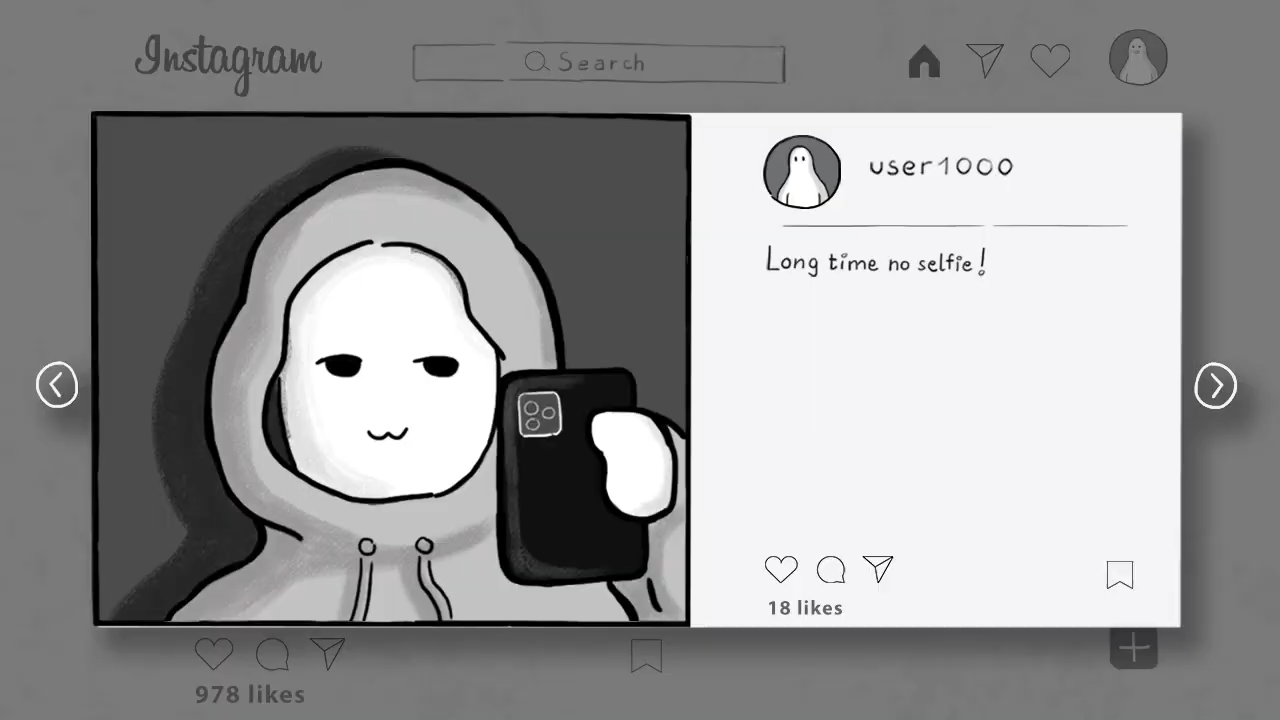 Instagram
Search
user1000
Long time no selfie!
18 likes
978 likes